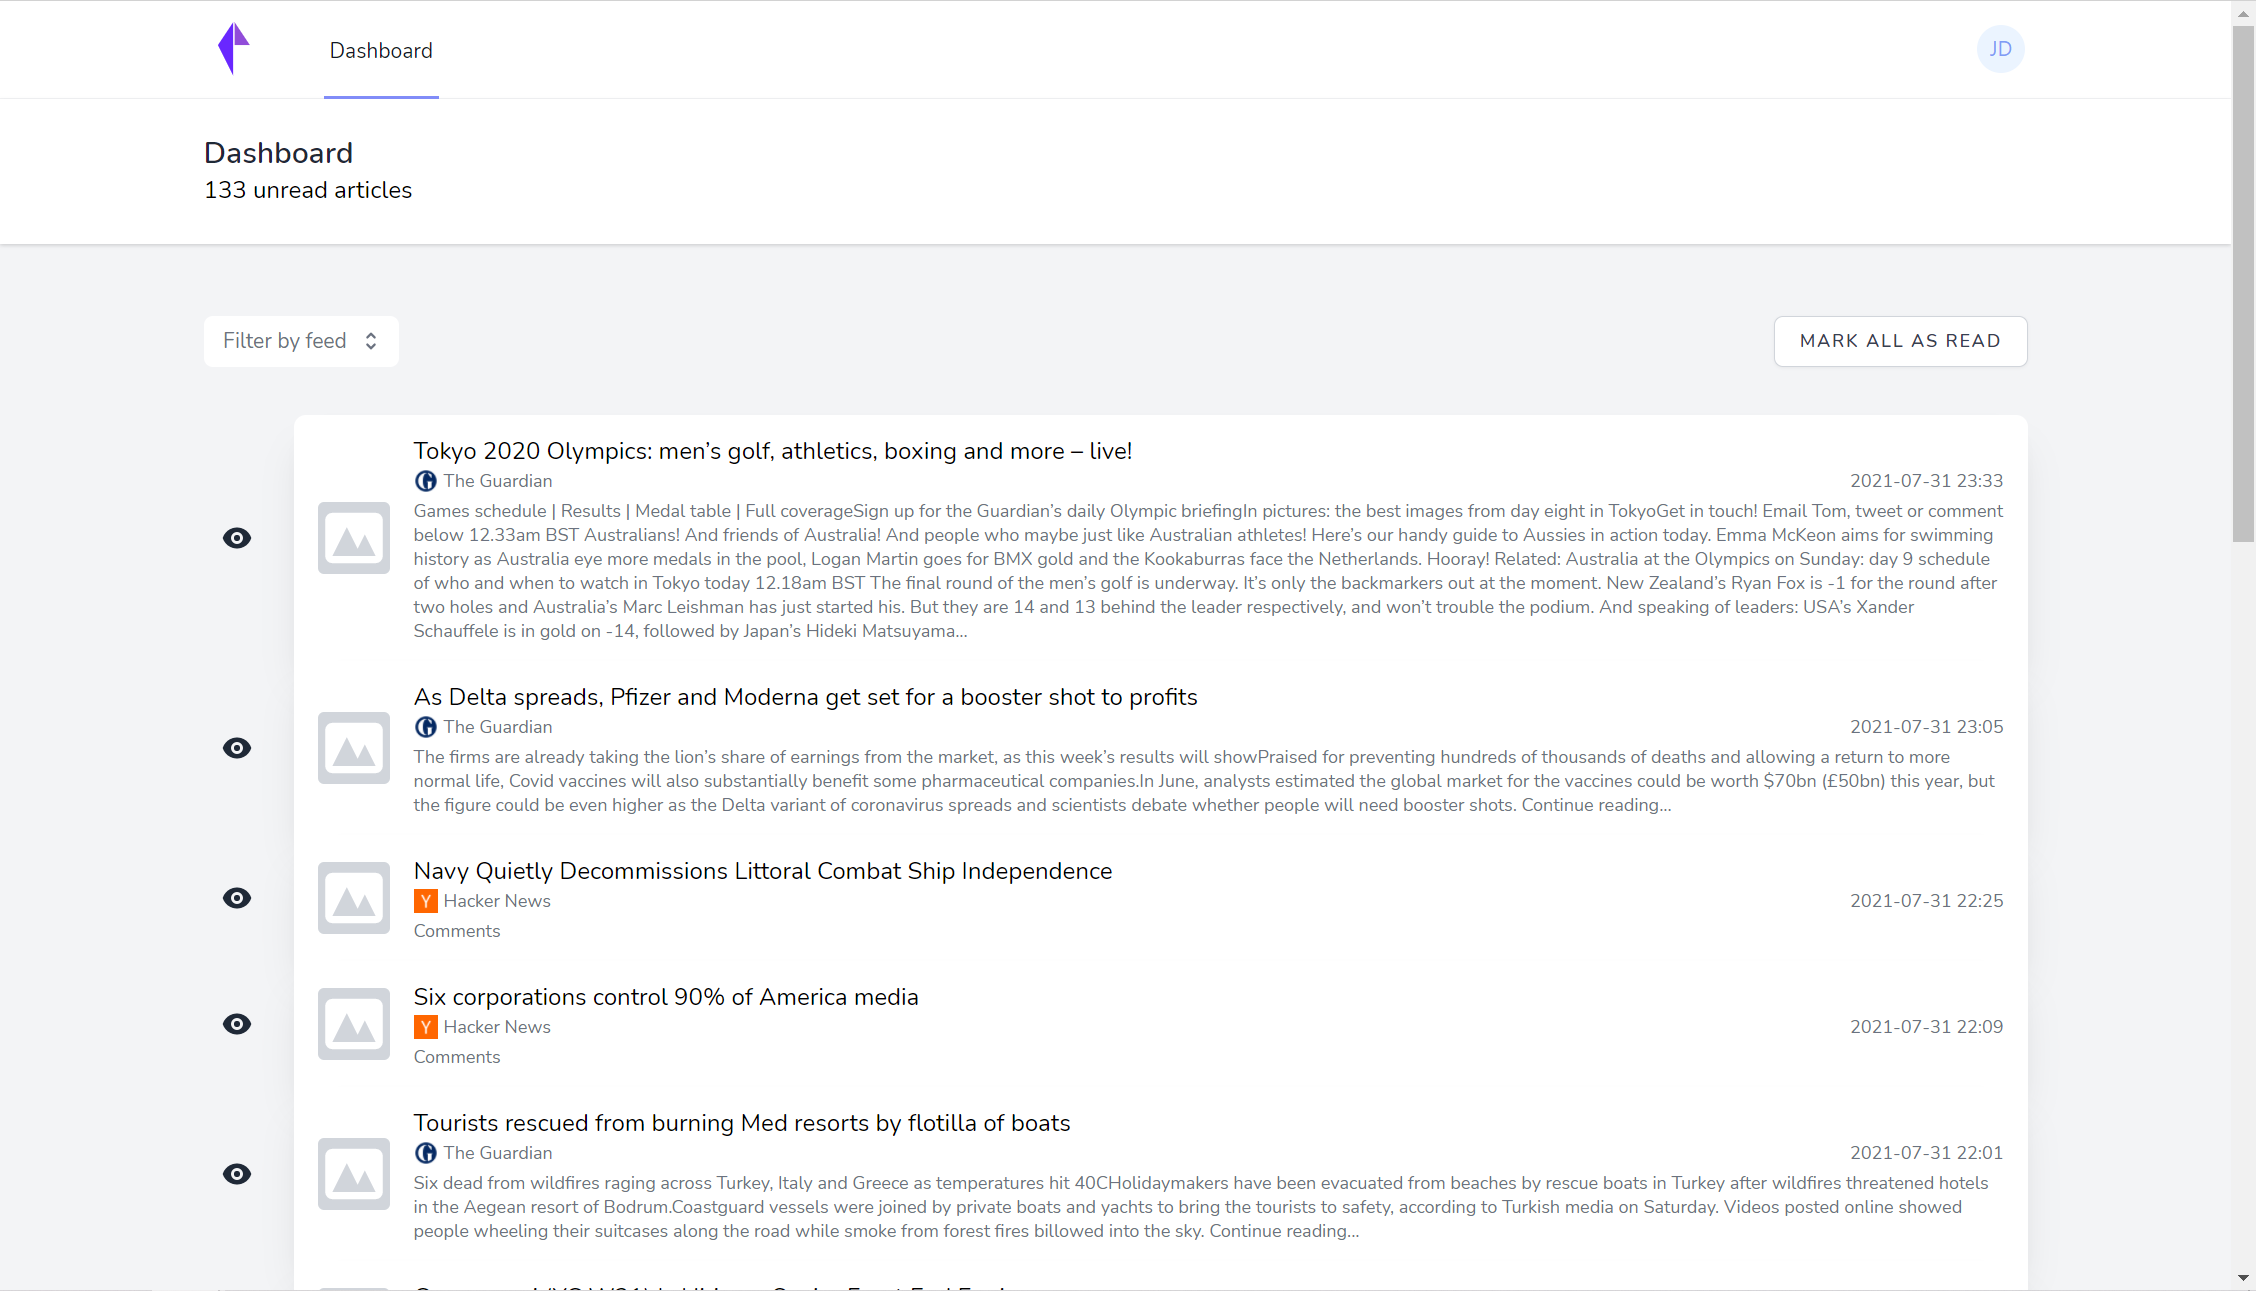 Dashboard
JD
Dashboard
133 unread articles
Filter by feed
MARK ALL AS READ
Tokyo 2020 Olympics: men’s golf, athletics, boxing and more – live!
The Guardian
2021-07-31 23:33
Games schedule | Results | Medal table | Full coverageSign up for the Guardian’s daily Olympic briefingIn pictures: the best images from day eight in TokyoGet in touch! Email Tom, tweet or comment
below 12.33am BST Australians! And friends of Australia! And people who maybe just like Australian athletes! Here’s our handy guide to Aussies in action today. Emma McKeon aims for swimming
history as Australia eye more medals in the pool, Logan Martin goes for BMX gold and the Kookaburras face the Netherlands. Hooray! Related: Australia at the Olympics on Sunday: day 9 schedule
of who and when to watch in Tokyo today 12.18am BST The final round of the men’s golf is underway. It’s only the backmarkers out at the moment. New Zealand’s Ryan Fox is -1 for the round after
two holes and Australia’s Marc Leishman has just started his. But they are 14 and 13 behind the leader respectively, and won’t trouble the podium. And speaking of leaders: USA’s Xander
Schauffele is in gold on -14, followed by Japan’s Hideki Matsuyama...
As Delta spreads, Pfizer and Moderna get set for a booster shot to profits
The Guardian
2021-07-31 23:05
The firms are already taking the lion’s share of earnings from the market, as this week’s results will showPraised for preventing hundreds of thousands of deaths and allowing a return to more
normal life, Covid vaccines will also substantially benefit some pharmaceutical companies.In June, analysts estimated the global market for the vaccines could be worth $70bn (£50bn) this year, but
the figure could be even higher as the Delta variant of coronavirus spreads and scientists debate whether people will need booster shots. Continue reading...
Navy Quietly Decommissions Littoral Combat Ship Independence
Y Hacker News
2021-07-31 22:25
Comments
Six corporations control 90% of America media
Y Hacker News
2021-07-31 22:09
Comments
Tourists rescued from burning Med resorts by flotilla of boats
The Guardian
2021-07-31 22:01
Six dead from wildfires raging across Turkey, Italy and Greece as temperatures hit 40CHolidaymakers have been evacuated from beaches by rescue boats in Turkey after wildfires threatened hotels
in the Aegean resort of Bodrum.Coastguard vessels were joined by private boats and yachts to bring the tourists to safety, according to Turkish media on Saturday. Videos posted online showed
people wheeling their suitcases along the road while smoke from forest fires billowed into the sky. Continue reading...